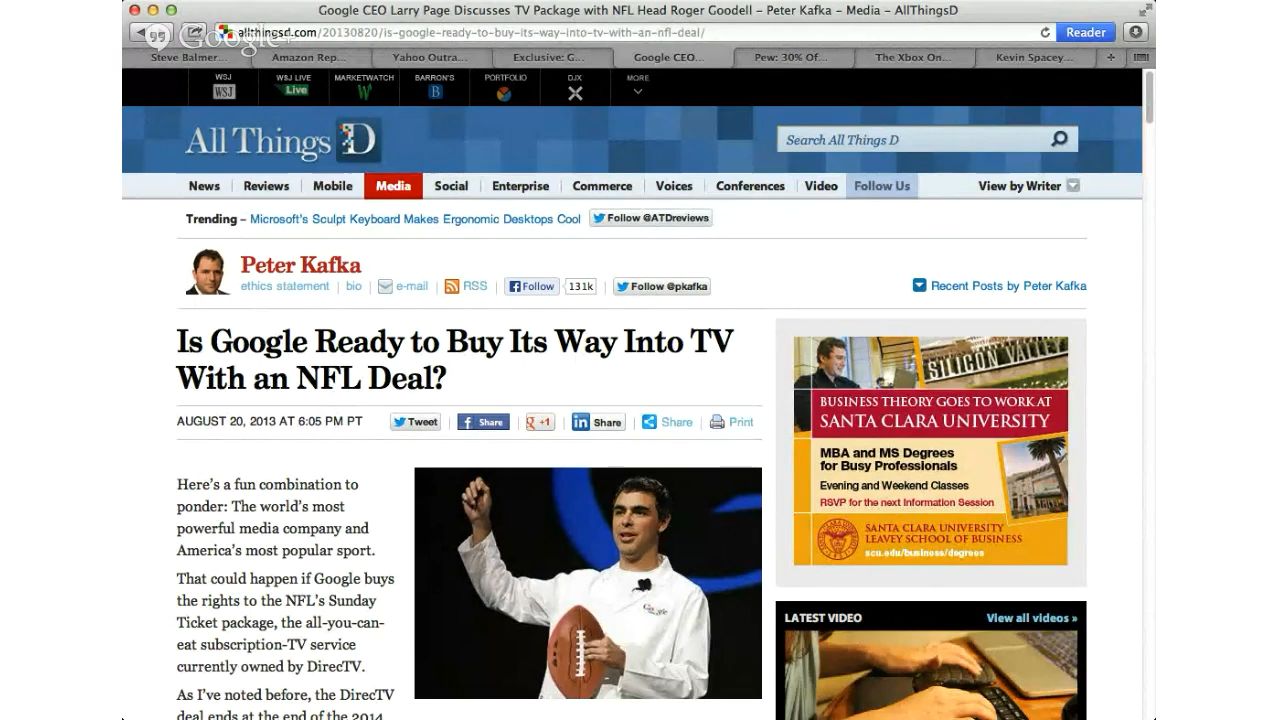 Google CEO Larry Page Discusses TV Package with NFL Head Roger Goodell – Peter Kafka – Media – AllThingsD
Google+
allthingsd.com/20130820/is-google-ready-to-buy-its-way-into-tv-with-an-nfl-deal/
Reader
Steve Balmer... Amazon Rep... Yahoo Outra... Exclusive: G... Google CEO... Pew: 30% Of... The Xbox On... Kevin Spacey...
WSJ WSJ LIVE MARKETWATCH BARRON'S PORTFOLIO DJX MORE
WSJ Live W B X
All Things D
Search All Things D
News Reviews Mobile Media Social Enterprise Commerce Voices Conferences Video Follow Us View by Writer
Trending – Microsoft's Sculpt Keyboard Makes Ergonomic Desktops Cool Follow @ATDreviews
Peter Kafka
ethics statement | bio | e-mail | RSS | Follow 131k | Follow @pkafka
Recent Posts by Peter Kafka
Is Google Ready to Buy Its Way Into TV
With an NFL Deal?
AUGUST 20, 2013 AT 6:05 PM PT Tweet | Share | +1 | Share | Share | Print
Here's a fun combination to
ponder: The world's most
powerful media company and
America's most popular sport.
That could happen if Google buys
the rights to the NFL's Sunday
Ticket package, the all-you-can-
eat subscription-TV service
currently owned by DirecTV.
As I've noted before, the DirecTV
deal ends at the end of the 2014
Google
SILICON VALLEY
BUSINESS THEORY GOES TO WORK AT
SANTA CLARA UNIVERSITY
MBA and MS Degrees
for Busy Professionals
Evening and Weekend Classes
RSVP for the next Information Session
SANTA CLARA UNIVERSITY
LEAVEY SCHOOL OF BUSINESS
scu.edu/business/degrees
LATEST VIDEO View all videos »